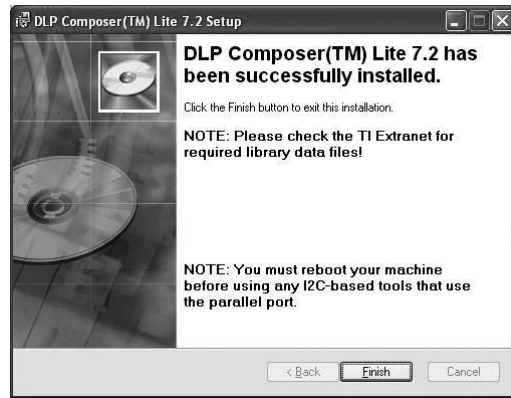 DLP Composer(TM) Lite 7.2 Setup
DLP Composer(TM) Lite 7.2 has
been successfully installed.
Click the Finish button to exit this installation.
NOTE: Please check the TI Extranet for
required library data files!
NOTE: You must reboot your machine
before using any I2C-based tools that use
the parallel port.
< Back Finish Cancel